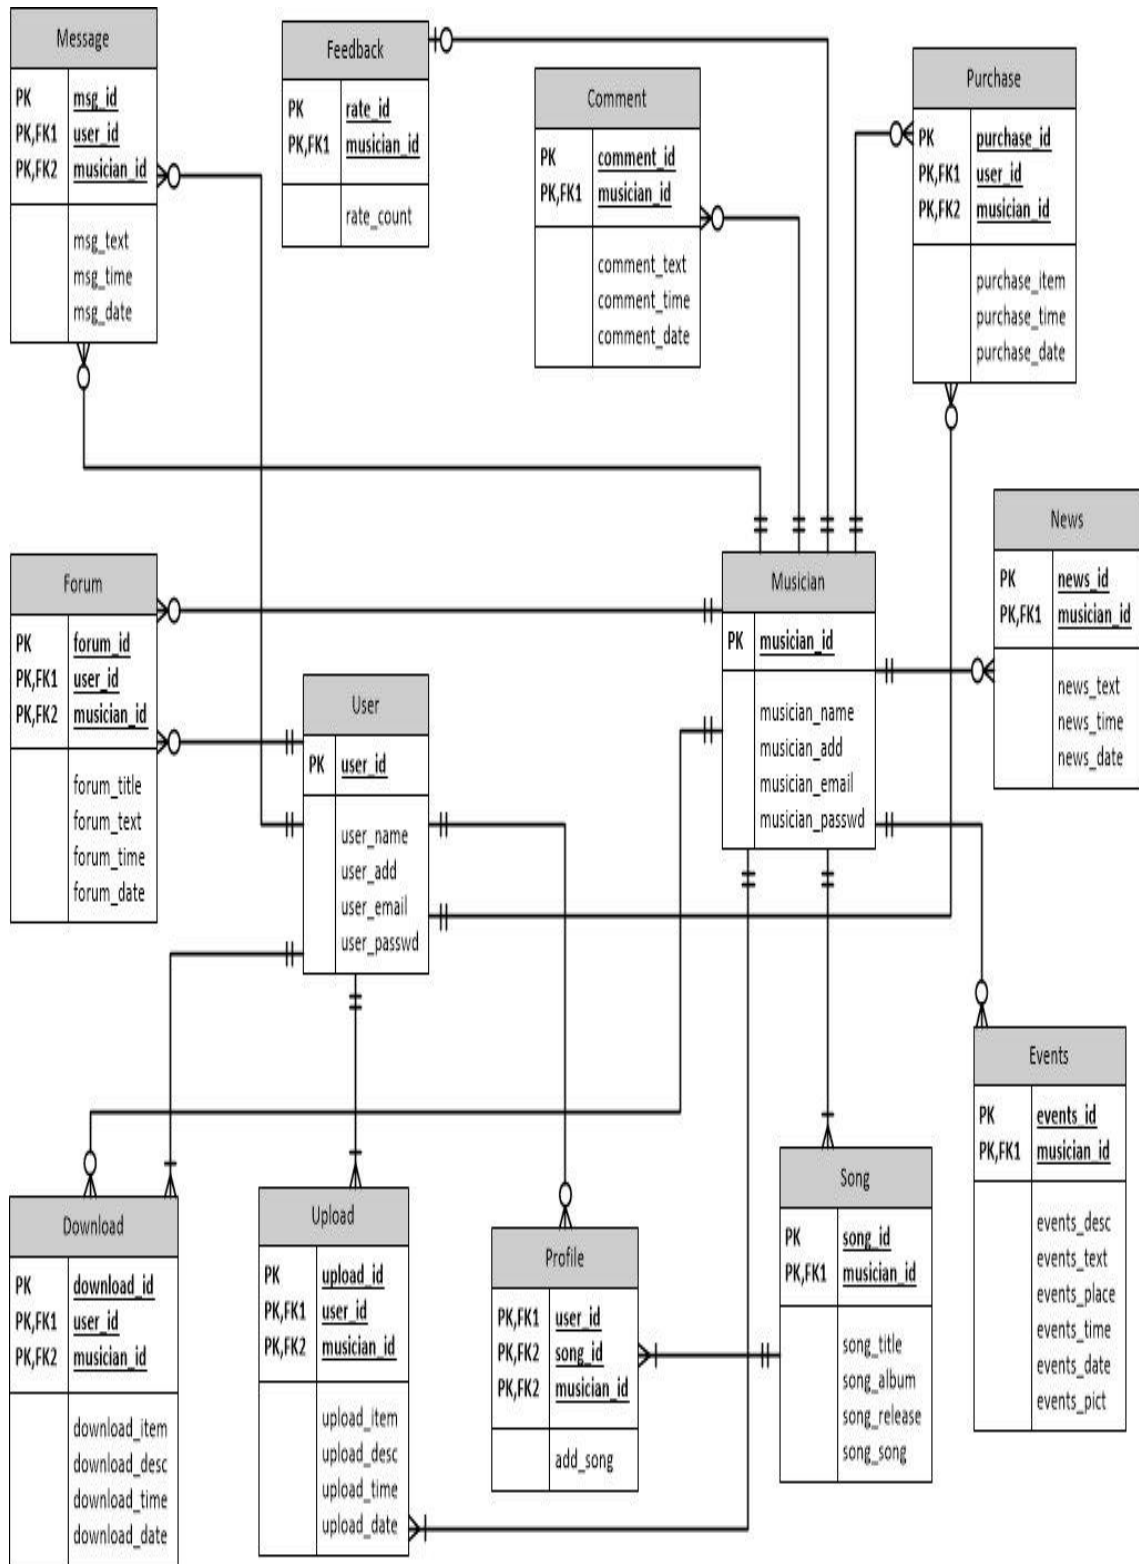 Message
PK msg_id
PK,FK1 user_id
PK,FK2 musician_id
msg_text
msg_time
msg_date
Feedback
PK rate_id
PK,FK1 musician_id
rate_count
Comment
PK comment_id
PK,FK1 musician_id
comment_text
comment_time
comment_date
Purchase
PK purchase_id
PK,FK1 user_id
PK,FK2 musician_id
purchase_item
purchase_time
purchase_date
News
PK news_id
PK,FK1 musician_id
news_text
news_time
news_date
Forum
PK forum_id
PK,FK1 user_id
PK,FK2 musician_id
forum_title
forum_text
forum_time
forum_date
User
PK user_id
user_name
user_add
user_email
user_passwd
Musician
PK musician_id
musician_name
musician_add
musician_email
musician_passwd
Events
PK events_id
PK,FK1 musician_id
events_desc
events_text
events_place
events_time
events_date
events_pict
Download
PK download_id
PK,FK1 user_id
PK,FK2 musician_id
download_item
download_desc
download_time
download_date
Upload
PK upload_id
PK,FK1 user_id
PK,FK2 musician_id
upload_item
upload_desc
upload_time
upload_date
Profile
PK,FK1 user_id
PK,FK2 song_id
PK,FK2 musician_id
add_song
Song
PK song_id
PK,FK1 musician_id
song_title
song_album
song_release
song_song